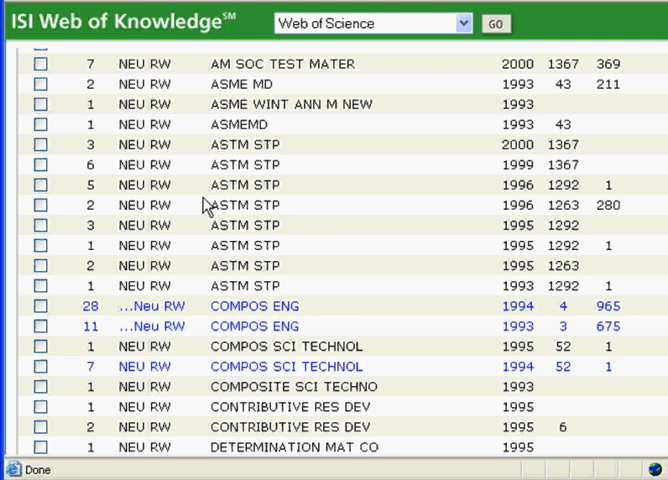 ISI Web of Knowledge℠ Web of Science GO
7 NEU RW AM SOC TEST MATER 2000 1367 369
2 NEU RW ASME MD 1993 43 211
1 NEU RW ASME WINT ANN M NEW 1993
1 NEU RW ASMEMD 1993 43
3 NEU RW ASTM STP 2000 1367
6 NEU RW ASTM STP 1999 1367
5 NEU RW ASTM STP 1996 1292 1
2 NEU RW ASTM STP 1996 1263 280
3 NEU RW ASTM STP 1995 1292
1 NEU RW ASTM STP 1995 1292 1
2 NEU RW ASTM STP 1995 1263
1 NEU RW ASTM STP 1993 1292 1
28 ...Neu RW COMPOS ENG 1994 4 965
11 ...Neu RW COMPOS ENG 1993 3 675
1 NEU RW COMPOS SCI TECHNOL 1995 52 1
7 NEU RW COMPOS SCI TECHNOL 1994 52 1
1 NEU RW COMPOSITE SCI TECHNO 1993
1 NEU RW CONTRIBUTIVE RES DEV 1995
2 NEU RW CONTRIBUTIVE RES DEV 1995 6
1 NEU RW DETERMINATION MAT CO 1995
Done